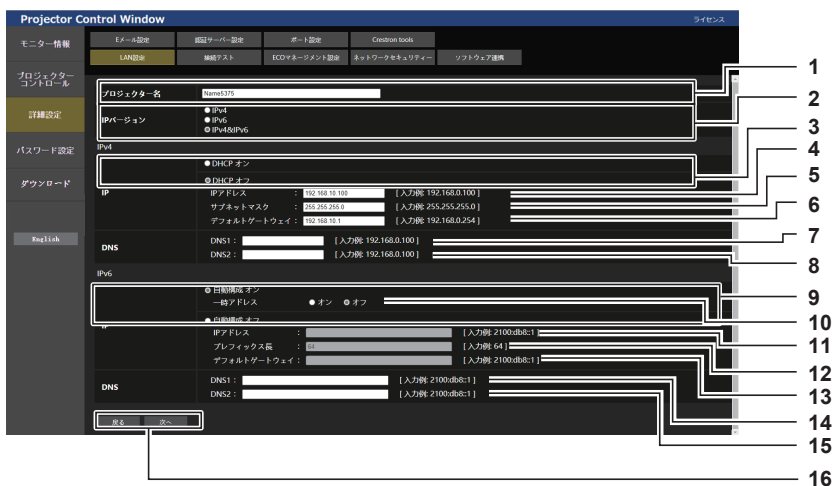 Projector Control Window
ライセンス
モニター情報
プロジェクター
コントロール
詳細設定
パスワード設定
ダウンロード
English
Eメール設定 認証サーバー設定 ポート設定 Crestron tools
LAN設定 接続テスト ECOマネージメント設定 ネットワークセキュリティー ソフトウェア連携
プロジェクター名 Name5375
IPバージョン
IPv4
IPv6
IPv4&IPv6
IPv4
DHCP オン
DHCP オフ
IP
IPアドレス : 192.168.10.100 [ 入力例: 192.168.0.100 ]
サブネットマスク : 255.255.255.0 [ 入力例: 255.255.255.0 ]
デフォルトゲートウェイ : 192.168.10.1 [ 入力例: 192.168.0.254 ]
DNS
DNS1 : [ 入力例: 192.168.0.100 ]
DNS2 : [ 入力例: 192.168.0.100 ]
IPv6
自動構成 オン
一時アドレス オン オフ
自動構成 オフ
IP
IPアドレス : [ 入力例: 2100:db8::1 ]
プレフィックス長 : 64 [ 入力例: 64 ]
デフォルトゲートウェイ : [ 入力例: 2100:db8::1 ]
DNS
DNS1 : [ 入力例: 2100:db8::1 ]
DNS2 : [ 入力例: 2100:db8::1 ]
戻る 次へ
1
2
3
4
5
6
7
8
9
10
11
12
13
14
15
16